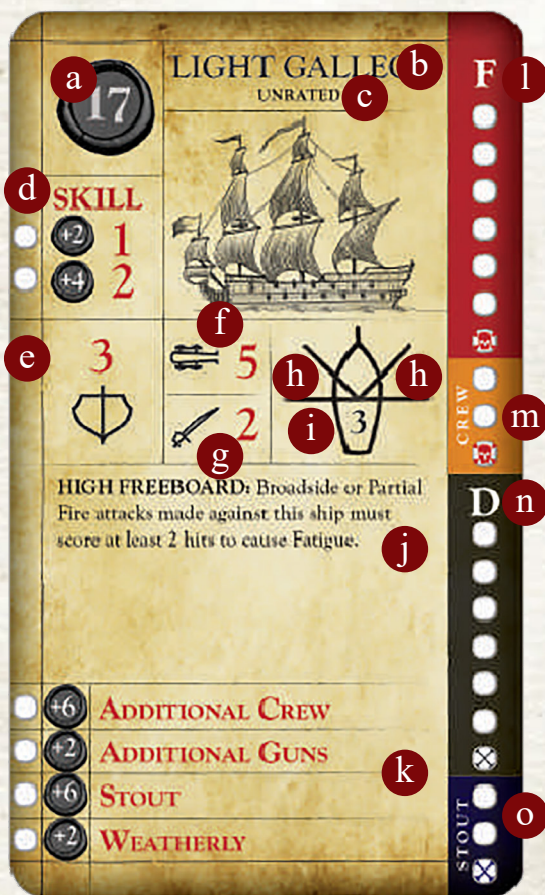 a
17
LIGHT GALLEO
b
UNRATED
c
d
SKILL
+2 1
+4 2
e
3
f
5
g
2
h
h
i
3
HIGH FREEBOARD: Broadside or Partial
Fire attacks made against this ship must
score at least 2 hits to cause Fatigue.
j
+6 ADDITIONAL CREW
+2 ADDITIONAL GUNS
k
+6 STOUT
+2 WEATHERLY
F
l
CREW
m
D
n
STOUT
o